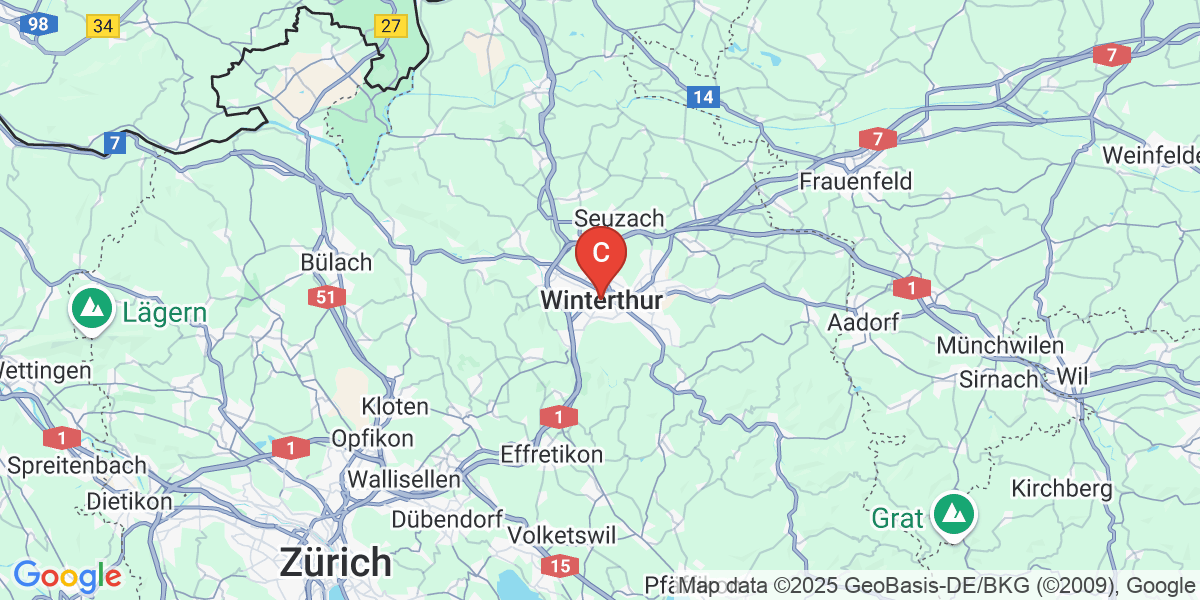 98
34
27
7
14
7
7
Weinfelde
Frauenfeld
Seuzach
C
Bülach
51
Winterthur
1
Lägern
Aadorf
Münchwilen
Wettingen
Sirnach
Wil
Kloten
1
Opfikon
1
1
Effretikon
Spreitenbach
Wallisellen
Dietikon
Kirchberg
Dübendorf
Grat
Volketswil
Zürich
15
Google
Map data ©2025 GeoBasis-DE/BKG (©2009), Google